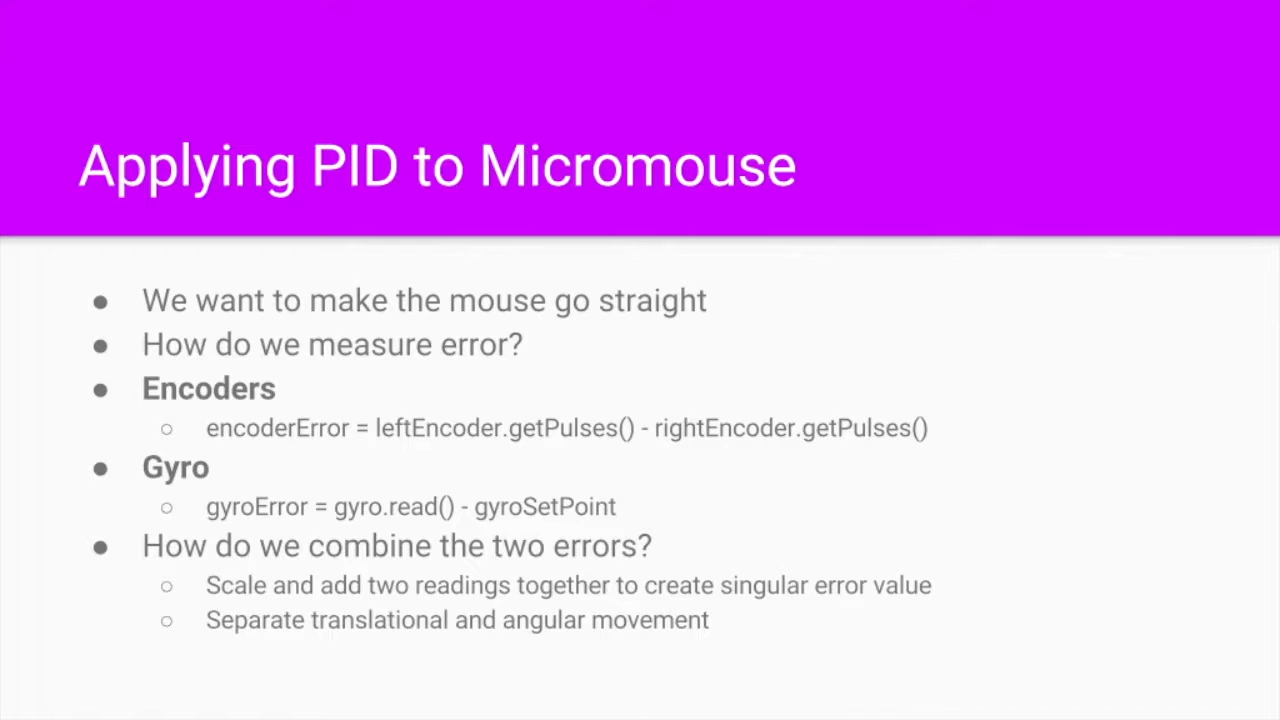 Applying PID to Micromouse
● We want to make the mouse go straight
● How do we measure error?
● Encoders
○ encoderError = leftEncoder.getPulses() - rightEncoder.getPulses()
● Gyro
○ gyroError = gyro.read() - gyroSetPoint
● How do we combine the two errors?
○ Scale and add two readings together to create singular error value
○ Separate translational and angular movement